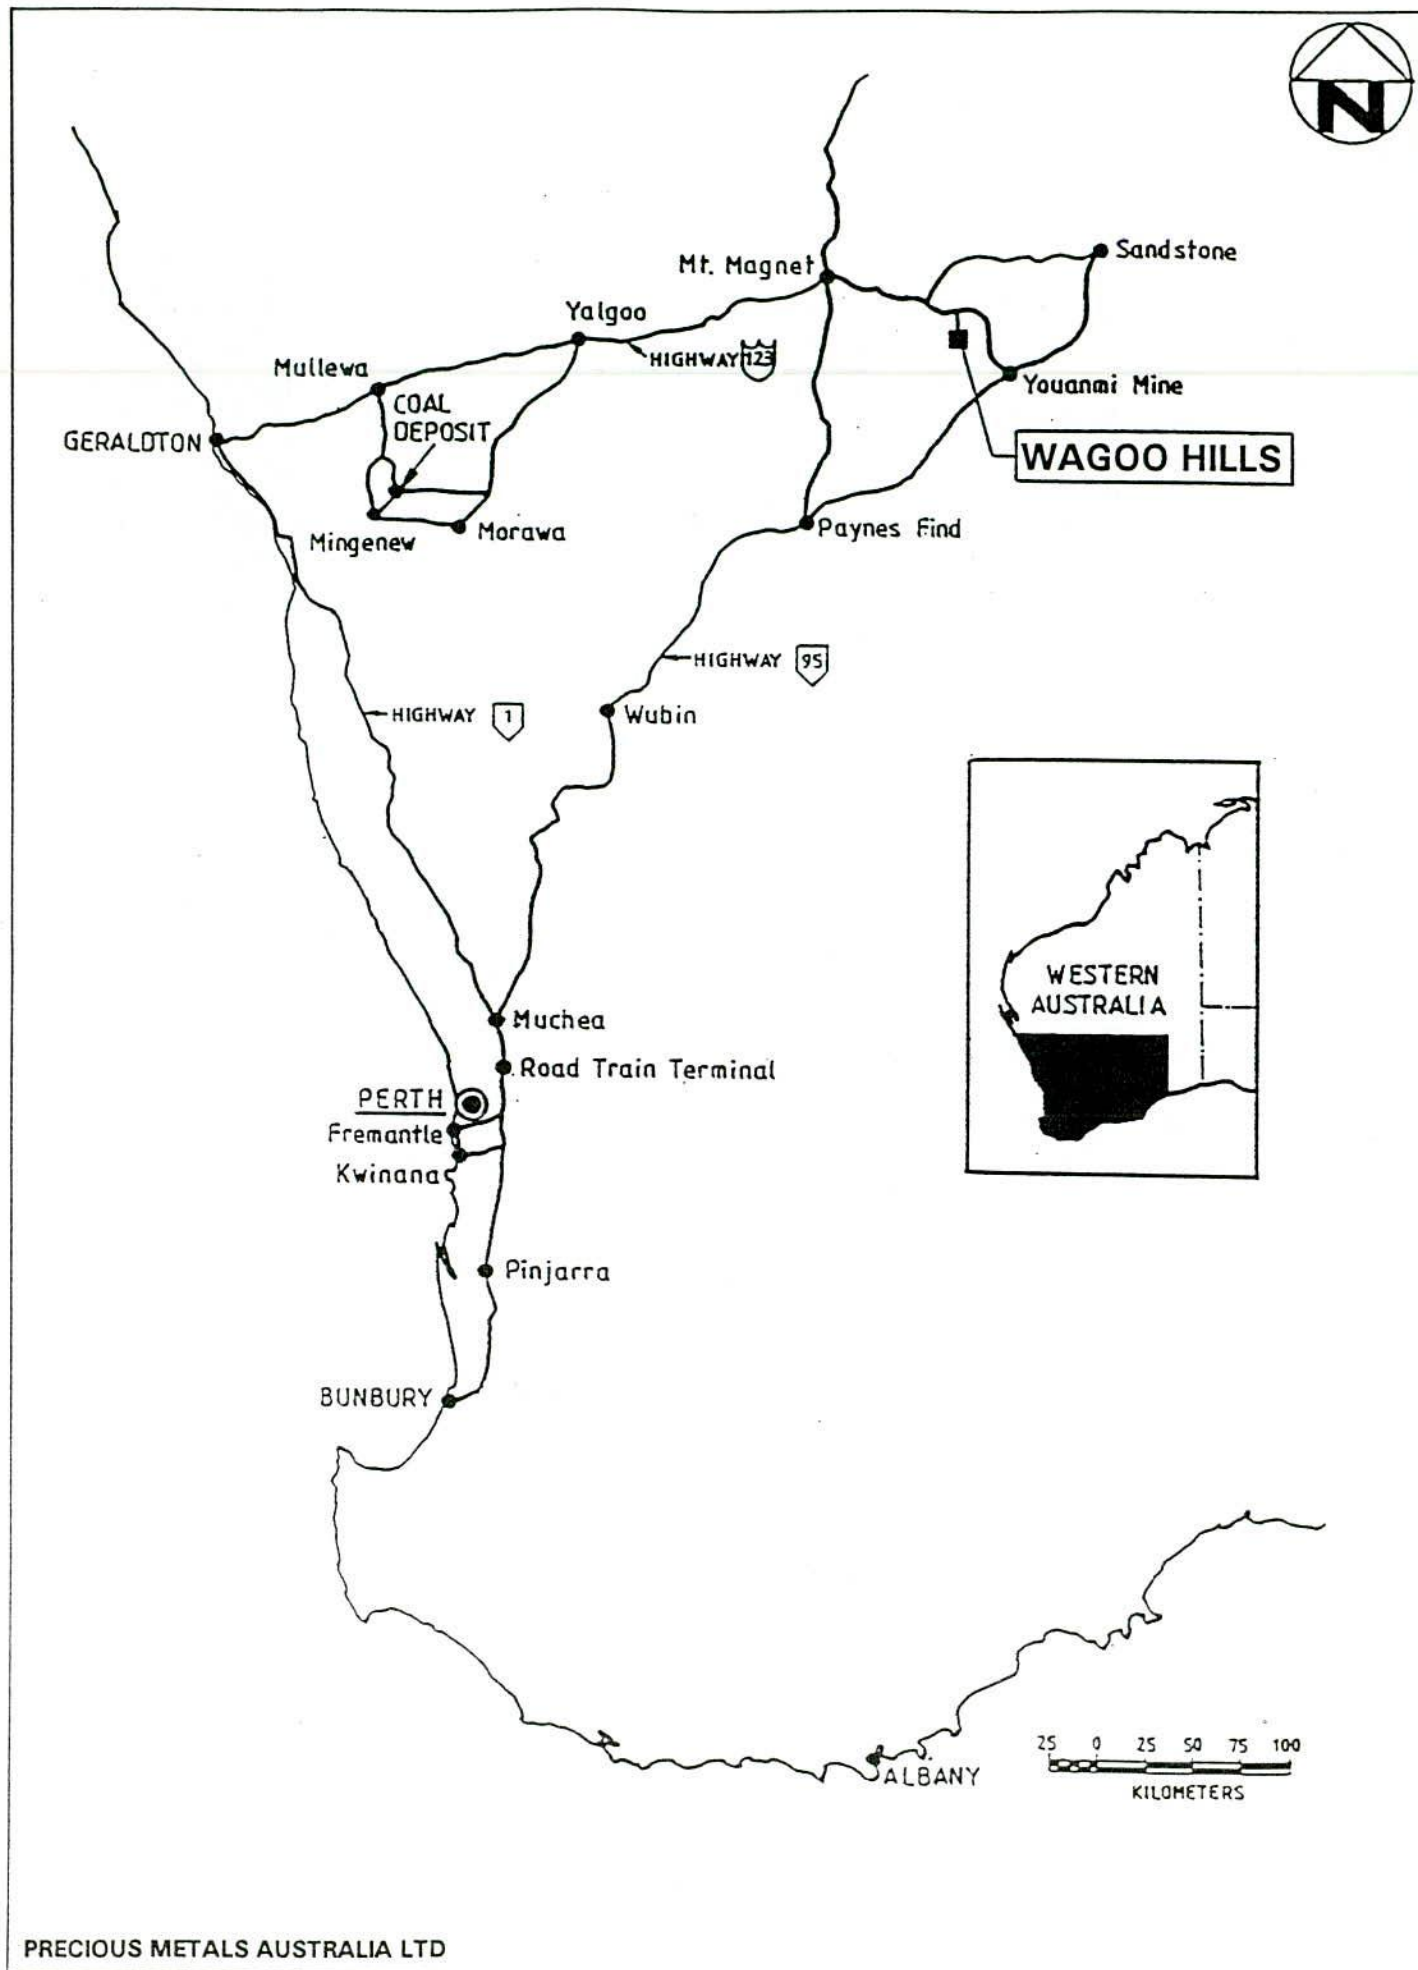 N
Sandstone
Mt. Magnet
Yalgoo
HIGHWAY 123
Mullewa
Youanmi Mine
COAL
DEPOSIT
GERALDTON
WAGOO HILLS
Paynes Find
Morawa
Mingenew
HIGHWAY 95
HIGHWAY 1
Wubin
WESTERN
AUSTRALIA
Muchea
Road Train Terminal
PERTH
Fremantle
Kwinana
Pinjarra
BUNBURY
25 0 25 50 75 100
KILOMETERS
ALBANY
PRECIOUS METALS AUSTRALIA LTD